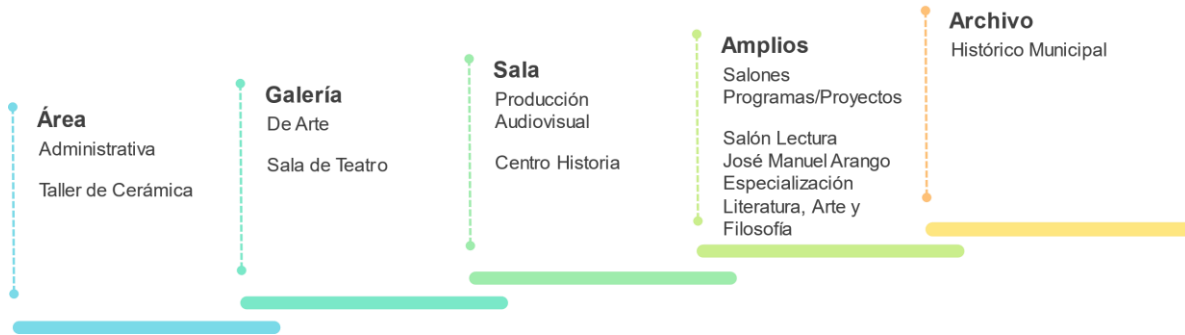 Área
Administrativa
Taller de Cerámica
Galería
De Arte
Sala de Teatro
Sala
Producción
Audiovisual
Centro Historia
Amplios
Salones
Programas/Proyectos
Salón Lectura
José Manuel Arango
Especialización
Literatura, Arte y
Filosofía
Archivo
Histórico Municipal